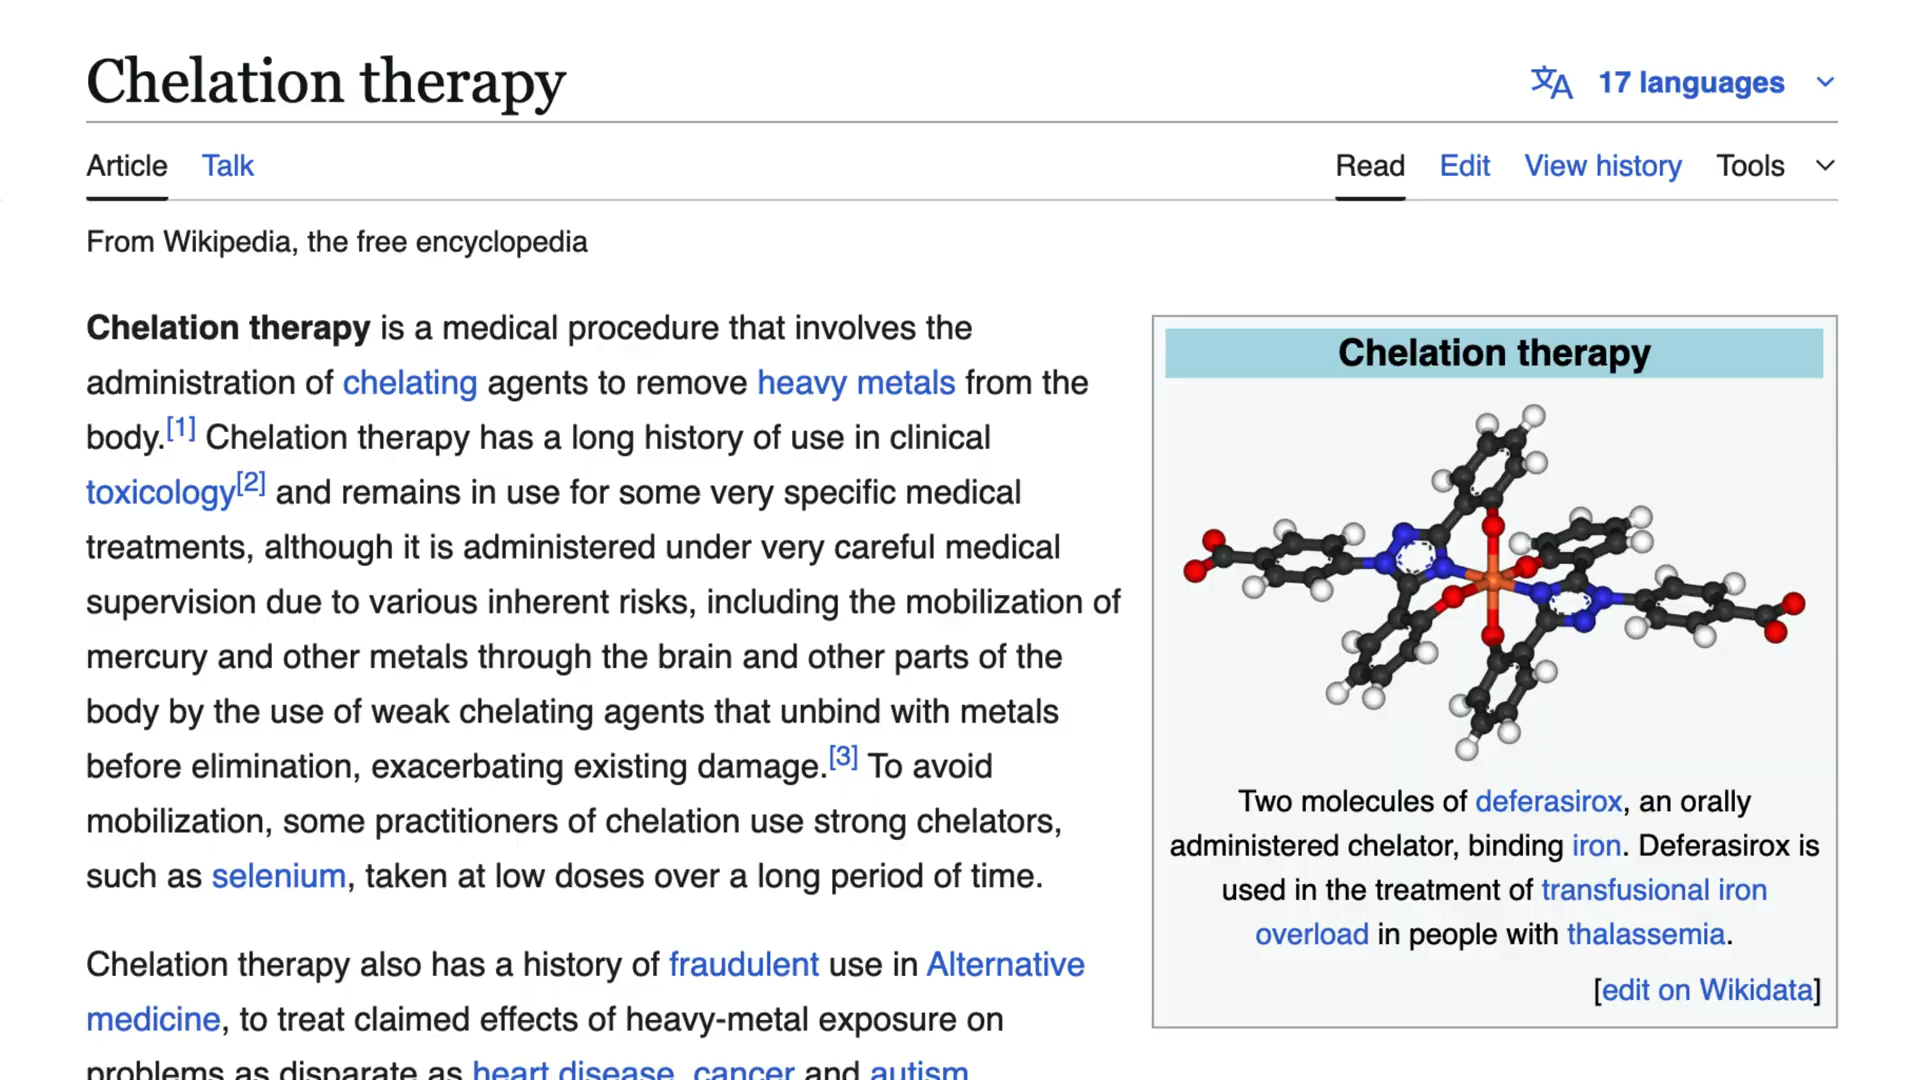 Chelation therapy
17 languages
Article Talk
Read Edit View history Tools
From Wikipedia, the free encyclopedia
Chelation therapy is a medical procedure that involves the
administration of chelating agents to remove heavy metals from the
body.[1] Chelation therapy has a long history of use in clinical
toxicology[2] and remains in use for some very specific medical
treatments, although it is administered under very careful medical
supervision due to various inherent risks, including the mobilization of
mercury and other metals through the brain and other parts of the
body by the use of weak chelating agents that unbind with metals
before elimination, exacerbating existing damage.[3] To avoid
mobilization, some practitioners of chelation use strong chelators,
such as selenium, taken at low doses over a long period of time.
Chelation therapy also has a history of fraudulent use in Alternative
medicine, to treat claimed effects of heavy-metal exposure on
problems as disparate as heart disease, cancer and autism
Chelation therapy
Two molecules of deferasirox, an orally
administered chelator, binding iron. Deferasirox is
used in the treatment of transfusional iron
overload in people with thalassemia.
[edit on Wikidata]